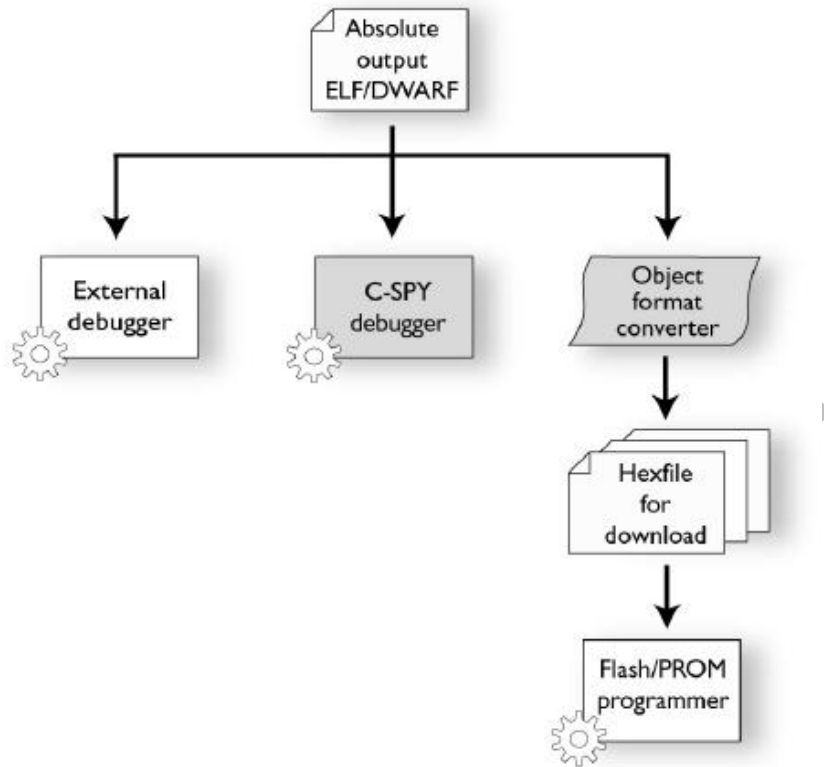 Absolute
output
ELF/DWARF
External
debugger
C-SPY
debugger
Object
format
converter
Hexfile
for
download
Flash/PROM
programmer